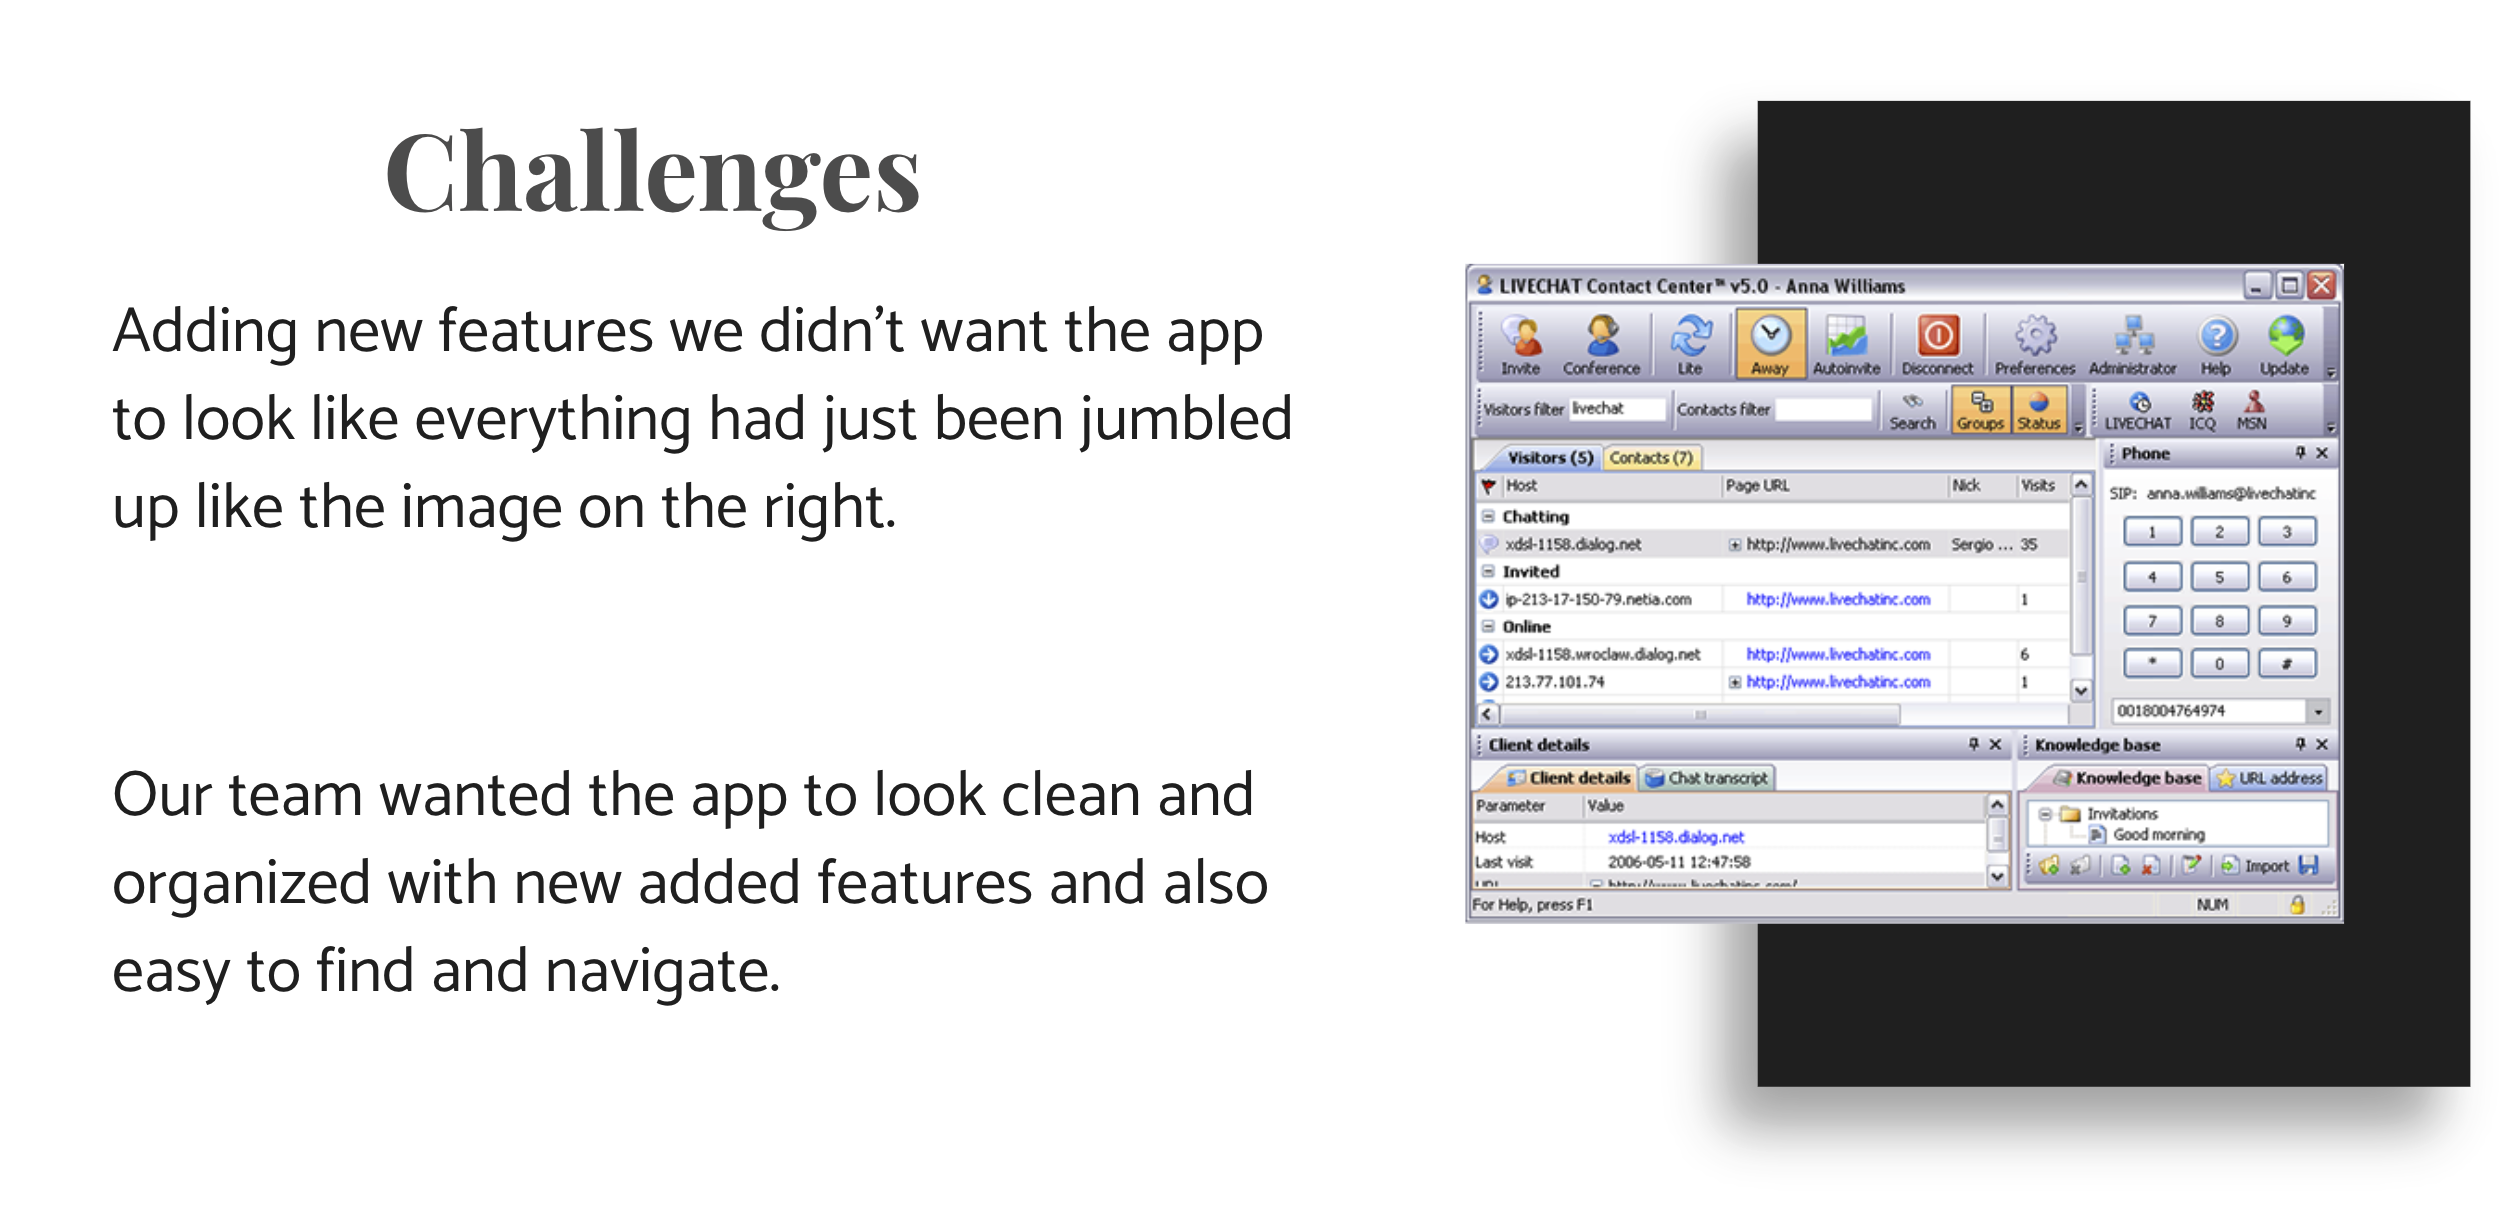 Challenges
Adding new features we didn't want the app
to look like everything had just been jumbled
up like the image on the right.
Our team wanted the app to look clean and
organized with new added features and also
easy to find and navigate.
LIVECHAT Contact Center™ v5.0 - Anna Williams
Invite Conference Lite Away Autoinvite Disconnect Preferences Administrator Help Update
Visitors filter livechat Contacts filter Search Groups Status LIVECHAT ICQ MSN
Visitors (5) Contacts (7)
Host Page URL Nick Visits
Chatting
xdsl-1158.dialog.net http://www.livechatinc.com Sergio ... 35
Invited
ip-213-17-150-79.netia.com http://www.livechatinc.com 1
Online
xdsl-1158.wroclaw.dialog.net http://www.livechatinc.com 6
213.77.101.74 http://www.livechatinc.com 1
Phone
SIP: anna.williams@livechatinc
1 2 3
4 5 6
7 8 9
* 0 #
0018004764974
Client details
Client details Chat transcript
Parameter Value
Host xdsl-1158.dialog.net
Last visit 2006-05-11 12:47:58
URL http://www.livechatinc.com/
Knowledge base
Knowledge base URL address
Invitations
Good morning
Import
For Help, press F1 NUM